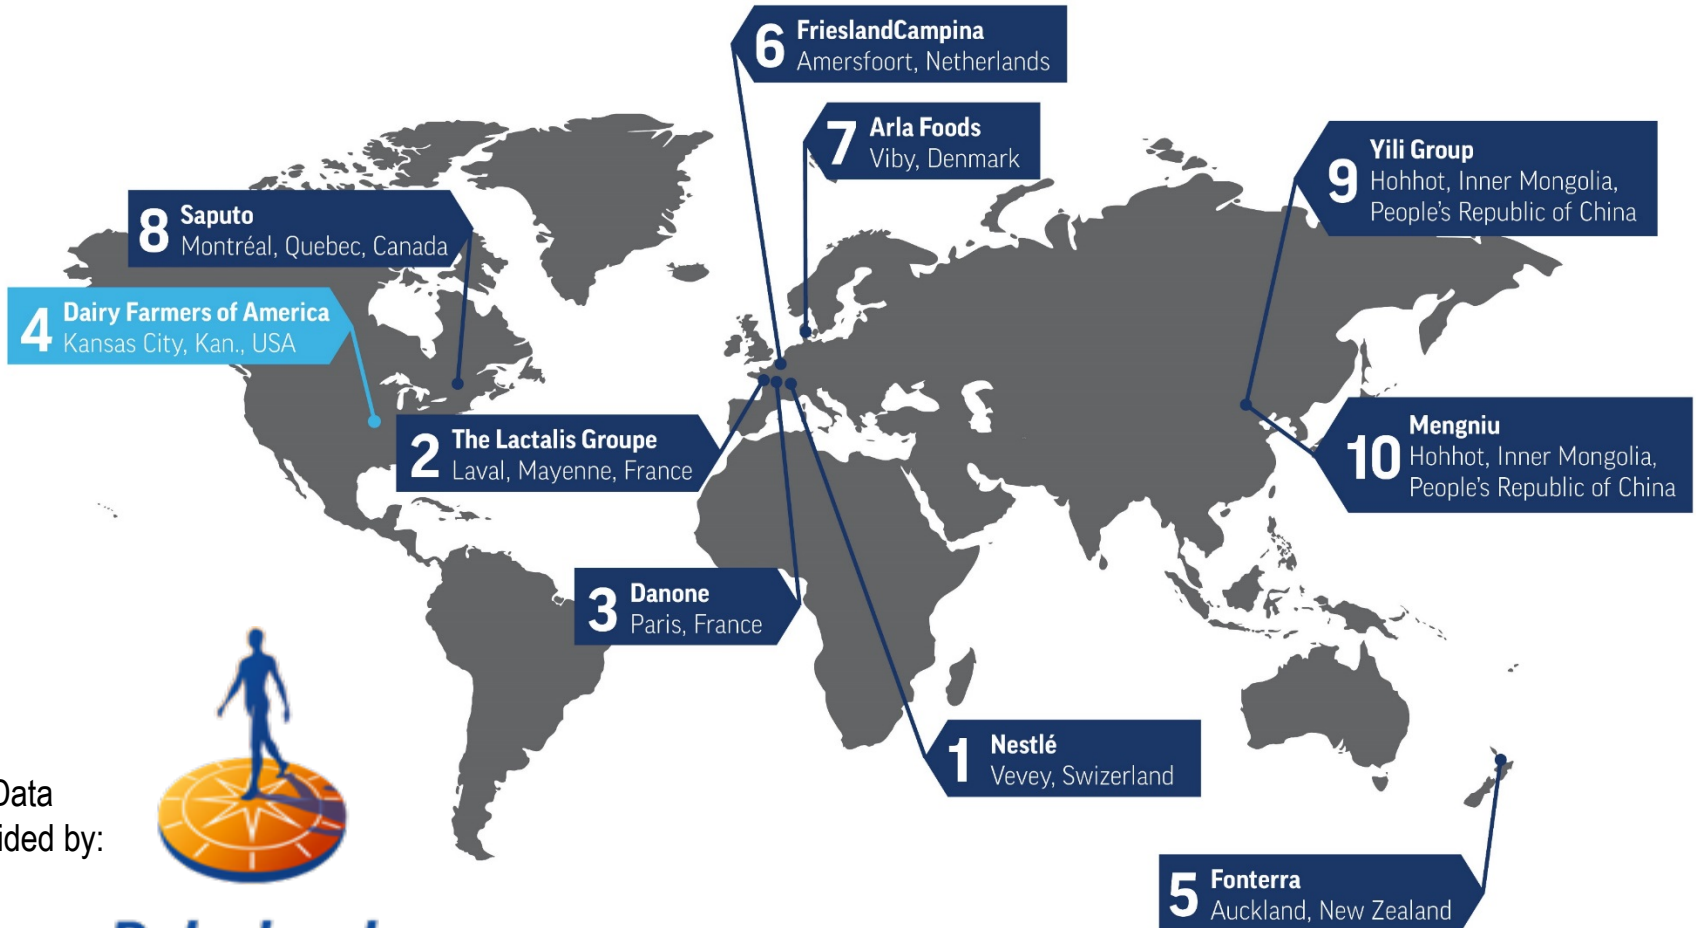 6 FrieslandCampina
Amersfoort, Netherlands
7 Arla Foods
Viby, Denmark
9 Yili Group
Hohhot, Inner Mongolia,
People's Republic of China
8 Saputo
Montréal, Quebec, Canada
4 Dairy Farmers of America
Kansas City, Kan., USA
2 The Lactalis Groupe
Laval, Mayenne, France
10 Mengniu
Hohhot, Inner Mongolia,
People's Republic of China
3 Danone
Paris, France
1 Nestlé
Vevey, Swizerland
5 Fonterra
Auckland, New Zealand
Data
ided by: